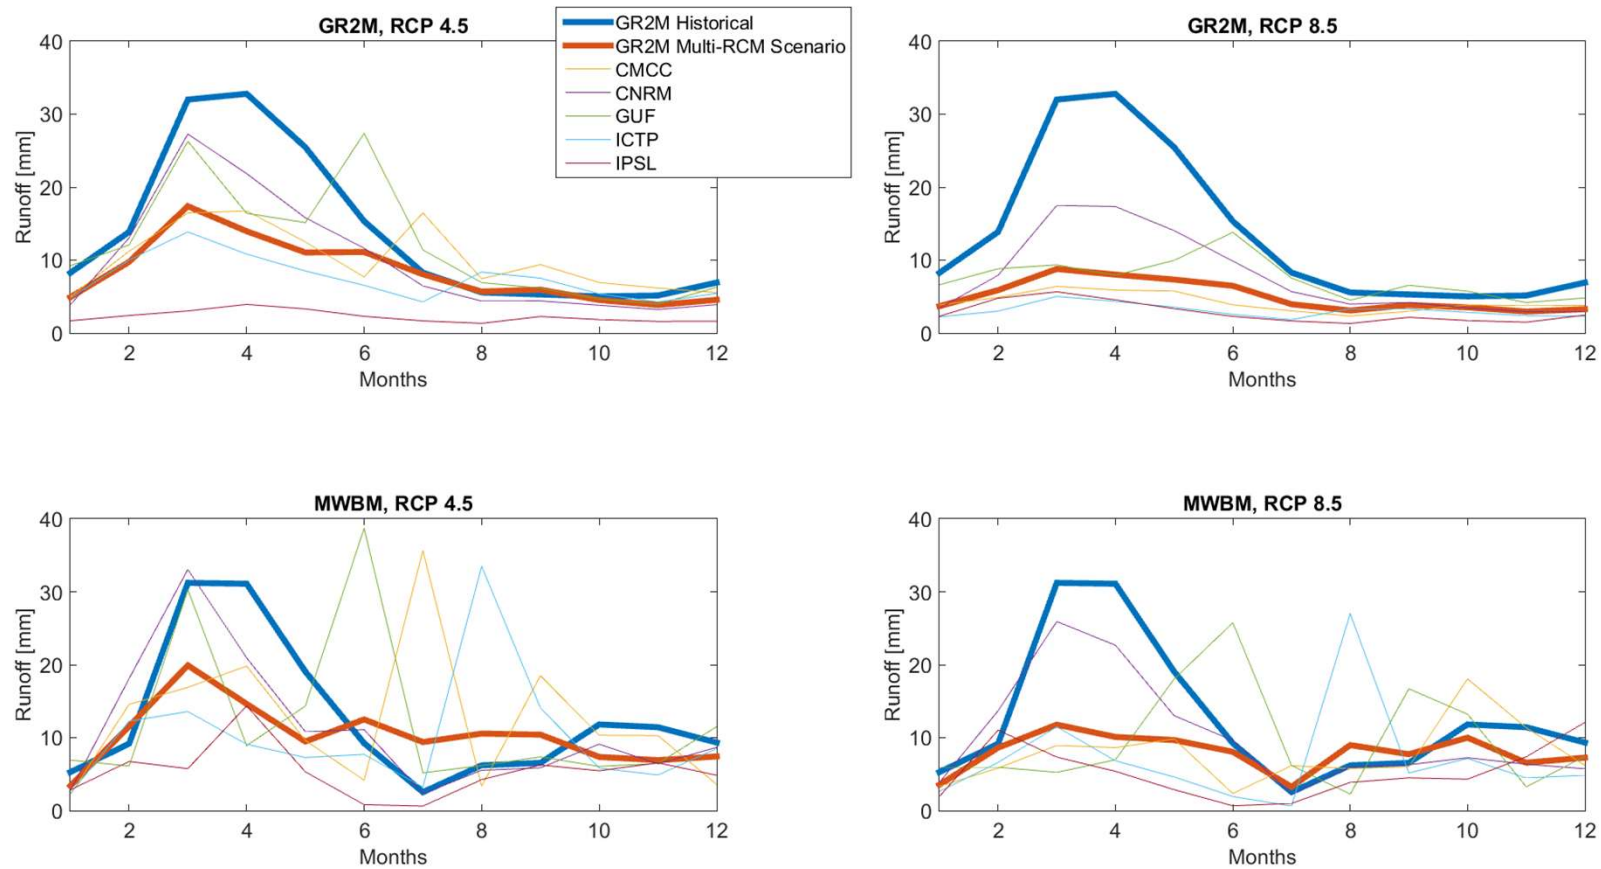 GR2M, RCP 4.5
GR2M Historical
GR2M Multi-RCM Scenario
CMCC
CNRM
GUF
ICTP
IPSL
40
30
20
10
0
Runoff [mm]
2 4 6 8 10 12
Months
GR2M, RCP 8.5
40
30
20
10
0
Runoff [mm]
2 4 6 8 10 12
Months
MWBM, RCP 4.5
40
30
20
10
0
Runoff [mm]
2 4 6 8 10 12
Months
MWBM, RCP 8.5
40
30
20
10
0
Runoff [mm]
2 4 6 8 10 12
Months